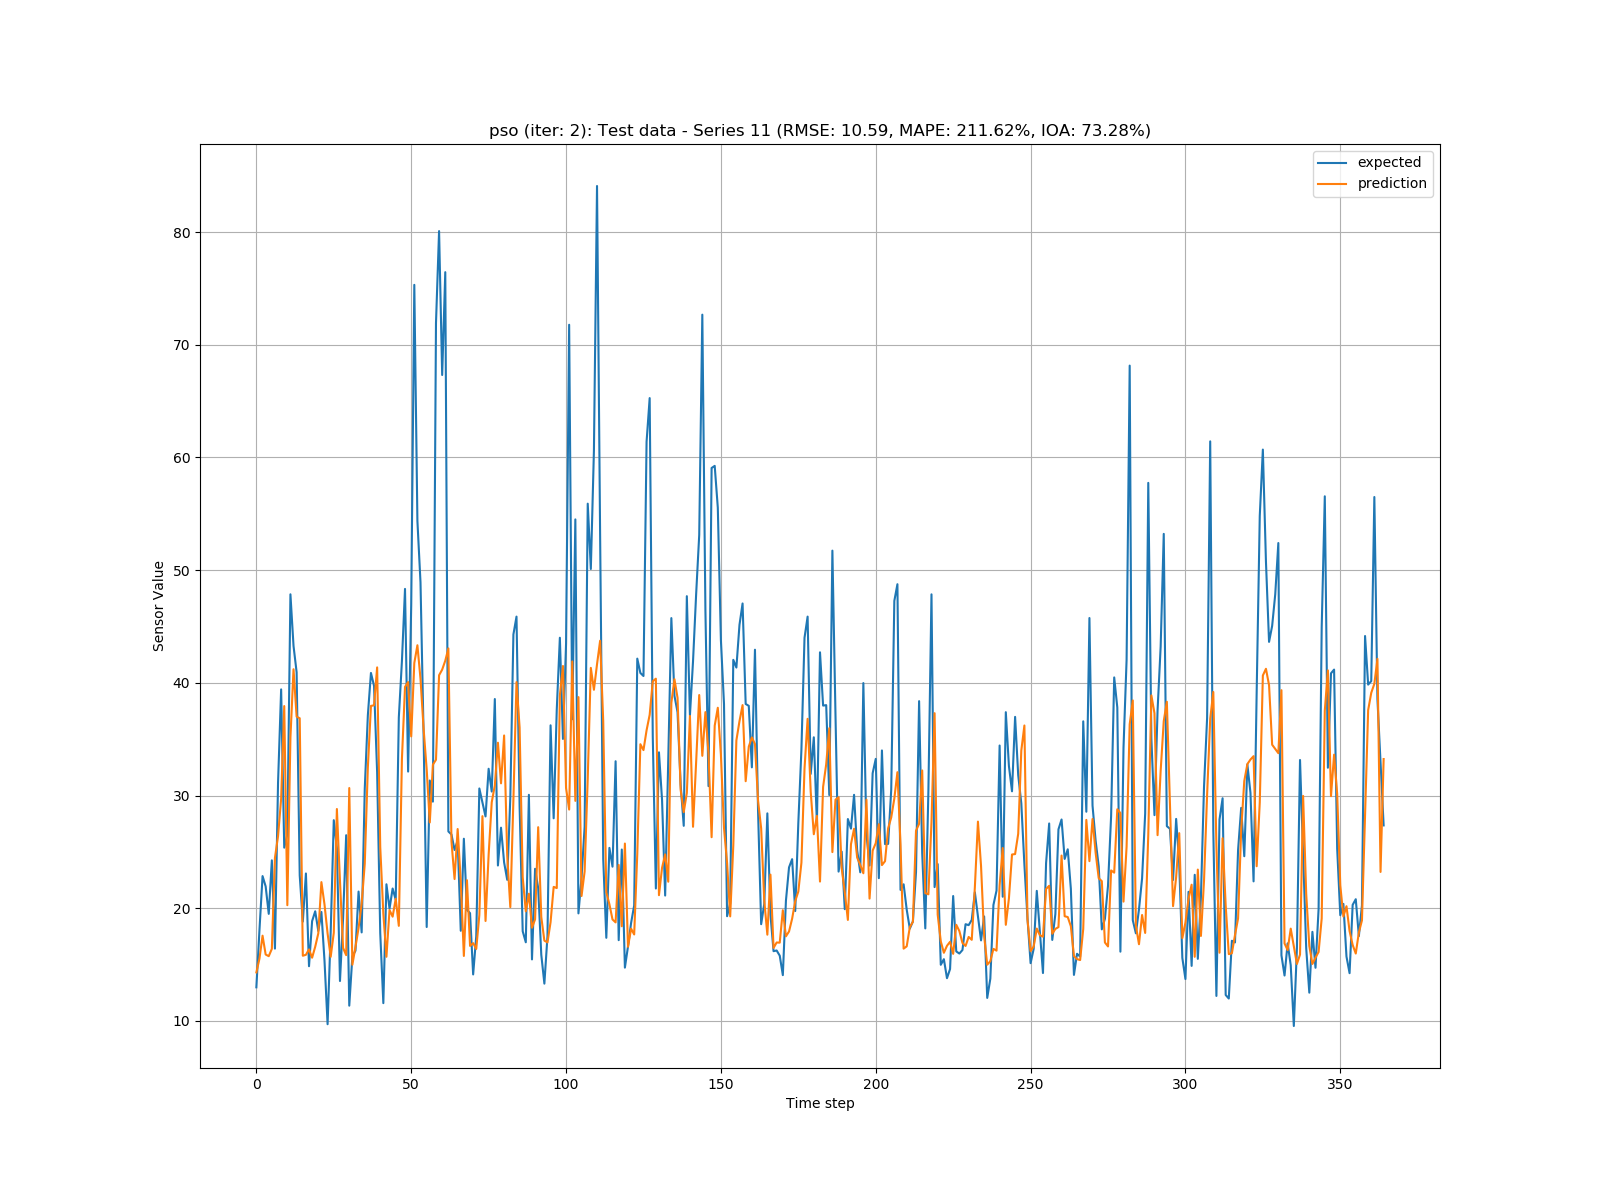 pso (iter: 2): Test data - Series 11 (RMSE: 10.59, MAPE: 211.62%, IOA: 73.28%)
expected
prediction
80
70
60
50
40
30
20
10
Sensor Value
0 50 100 150 200 250 300 350
Time step